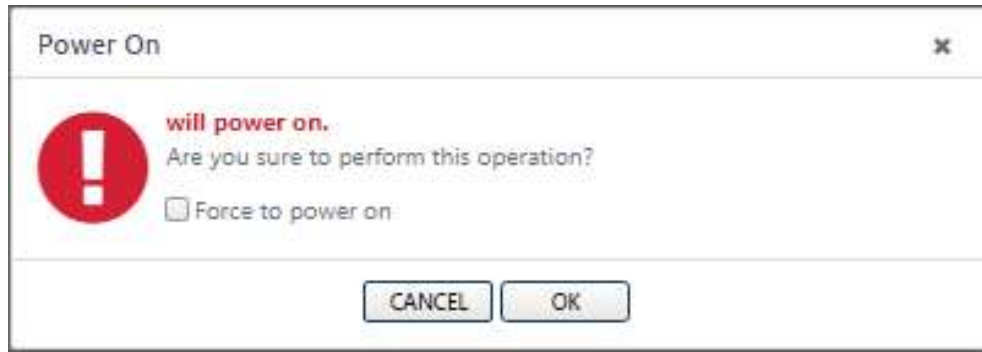 Power On
will power on.
Are you sure to perform this operation?
Force to power on
CANCEL OK